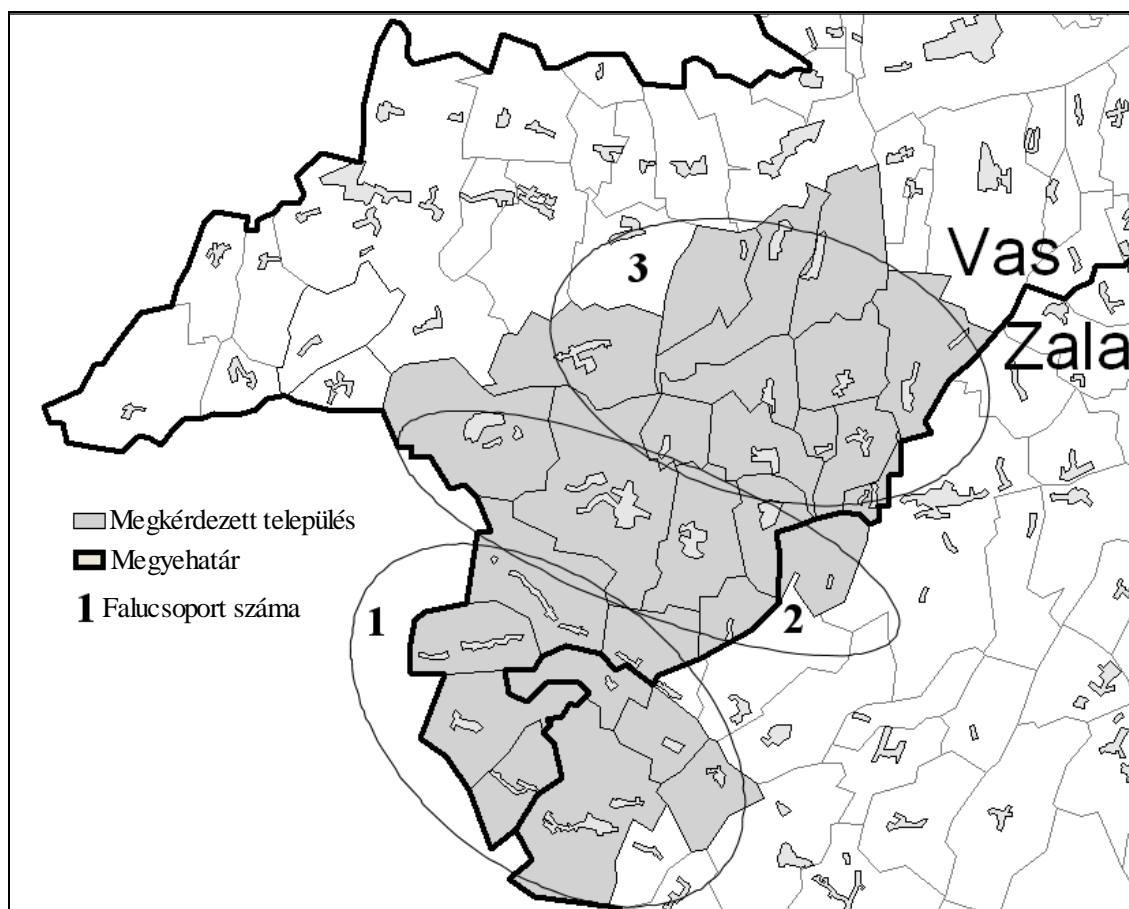 3
Vas
Zala
Megkérdezett település
Megyehatár
1 Falucsoport száma
1
2